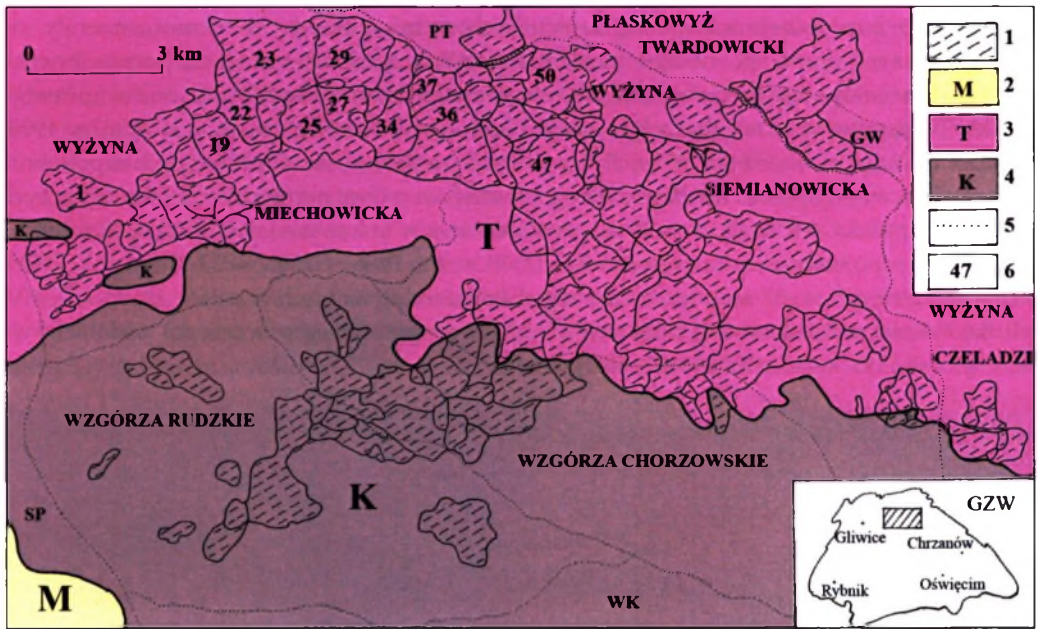 0 3 km
PT
PŁASKOWYŻ
TWARDOWICKI
23
29
37
50
WYŻYNA
22
27
36
25
34
19
WYŻYNA
47
GW
1
SIEMIANOWICKA
MIECHOWICKA
T
K
K
WYŻYNA
CZELADZI
WZGÓRZA RUDZKIE
WZGÓRZA CHORZOWSKIE
K
SP
M
WK
1
M 2
T 3
K 4
5
47 6
GZW
Gliwice
Chrzanów
Rybnik
Oświęcim